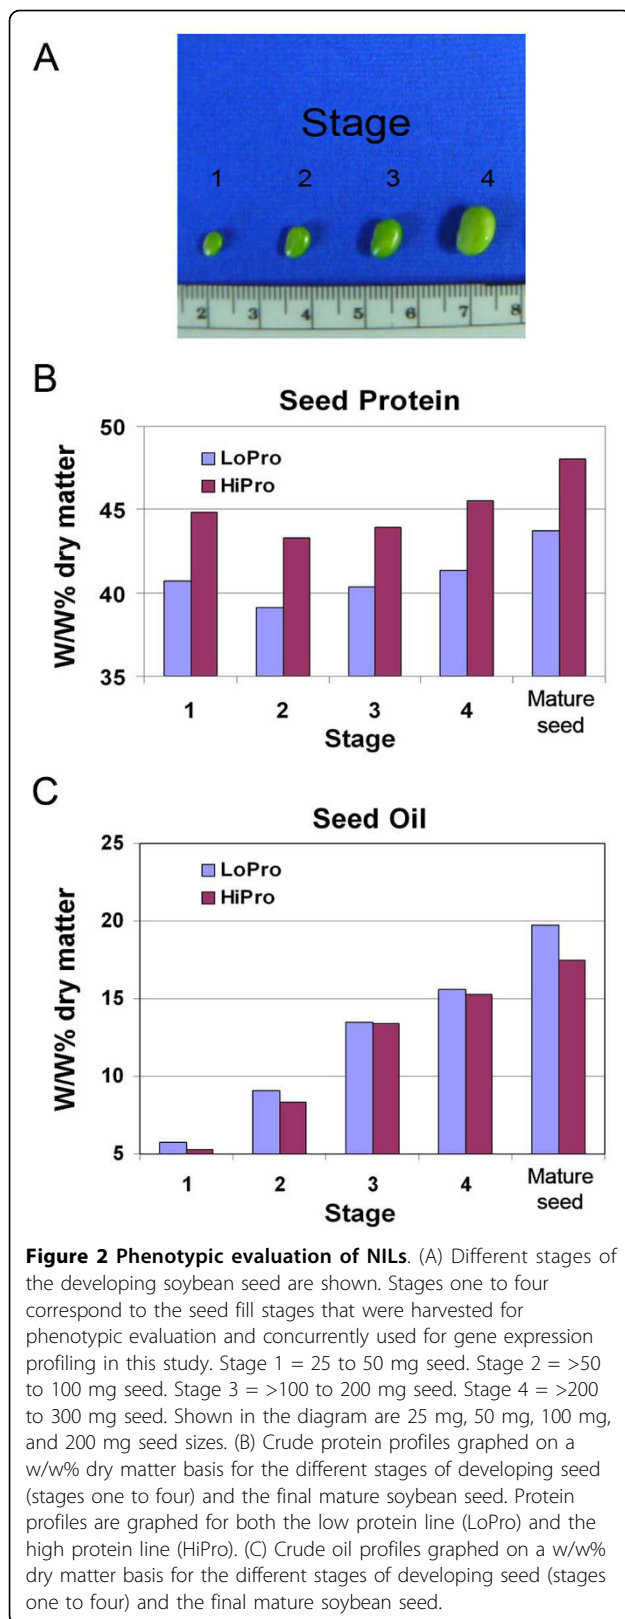 A
Stage
1 2 3 4
2 3 4 5 6 7 8
B
Seed Protein
50
45
40
35
W/W% dry matter
LoPro
HiPro
1 2 3 4 Mature
seed
Stage
C
Seed Oil
25
20
15
10
5
W/W% dry matter
LoPro
HiPro
1 2 3 4 Mature
seed
Stage
Figure 2 Phenotypic evaluation of NILs. (A) Different stages of
the developing soybean seed are shown. Stages one to four
correspond to the seed fill stages that were harvested for
phenotypic evaluation and concurrently used for gene expression
profiling in this study. Stage 1 = 25 to 50 mg seed. Stage 2 = >50
to 100 mg seed. Stage 3 = >100 to 200 mg seed. Stage 4 = >200
to 300 mg seed. Shown in the diagram are 25 mg, 50 mg, 100 mg,
and 200 mg seed sizes. (B) Crude protein profiles graphed on a
w/w% dry matter basis for the different stages of developing seed
(stages one to four) and the final mature soybean seed. Protein
profiles are graphed for both the low protein line (LoPro) and the
high protein line (HiPro). (C) Crude oil profiles graphed on a w/w%
dry matter basis for the different stages of developing seed (stages
one to four) and the final mature soybean seed.